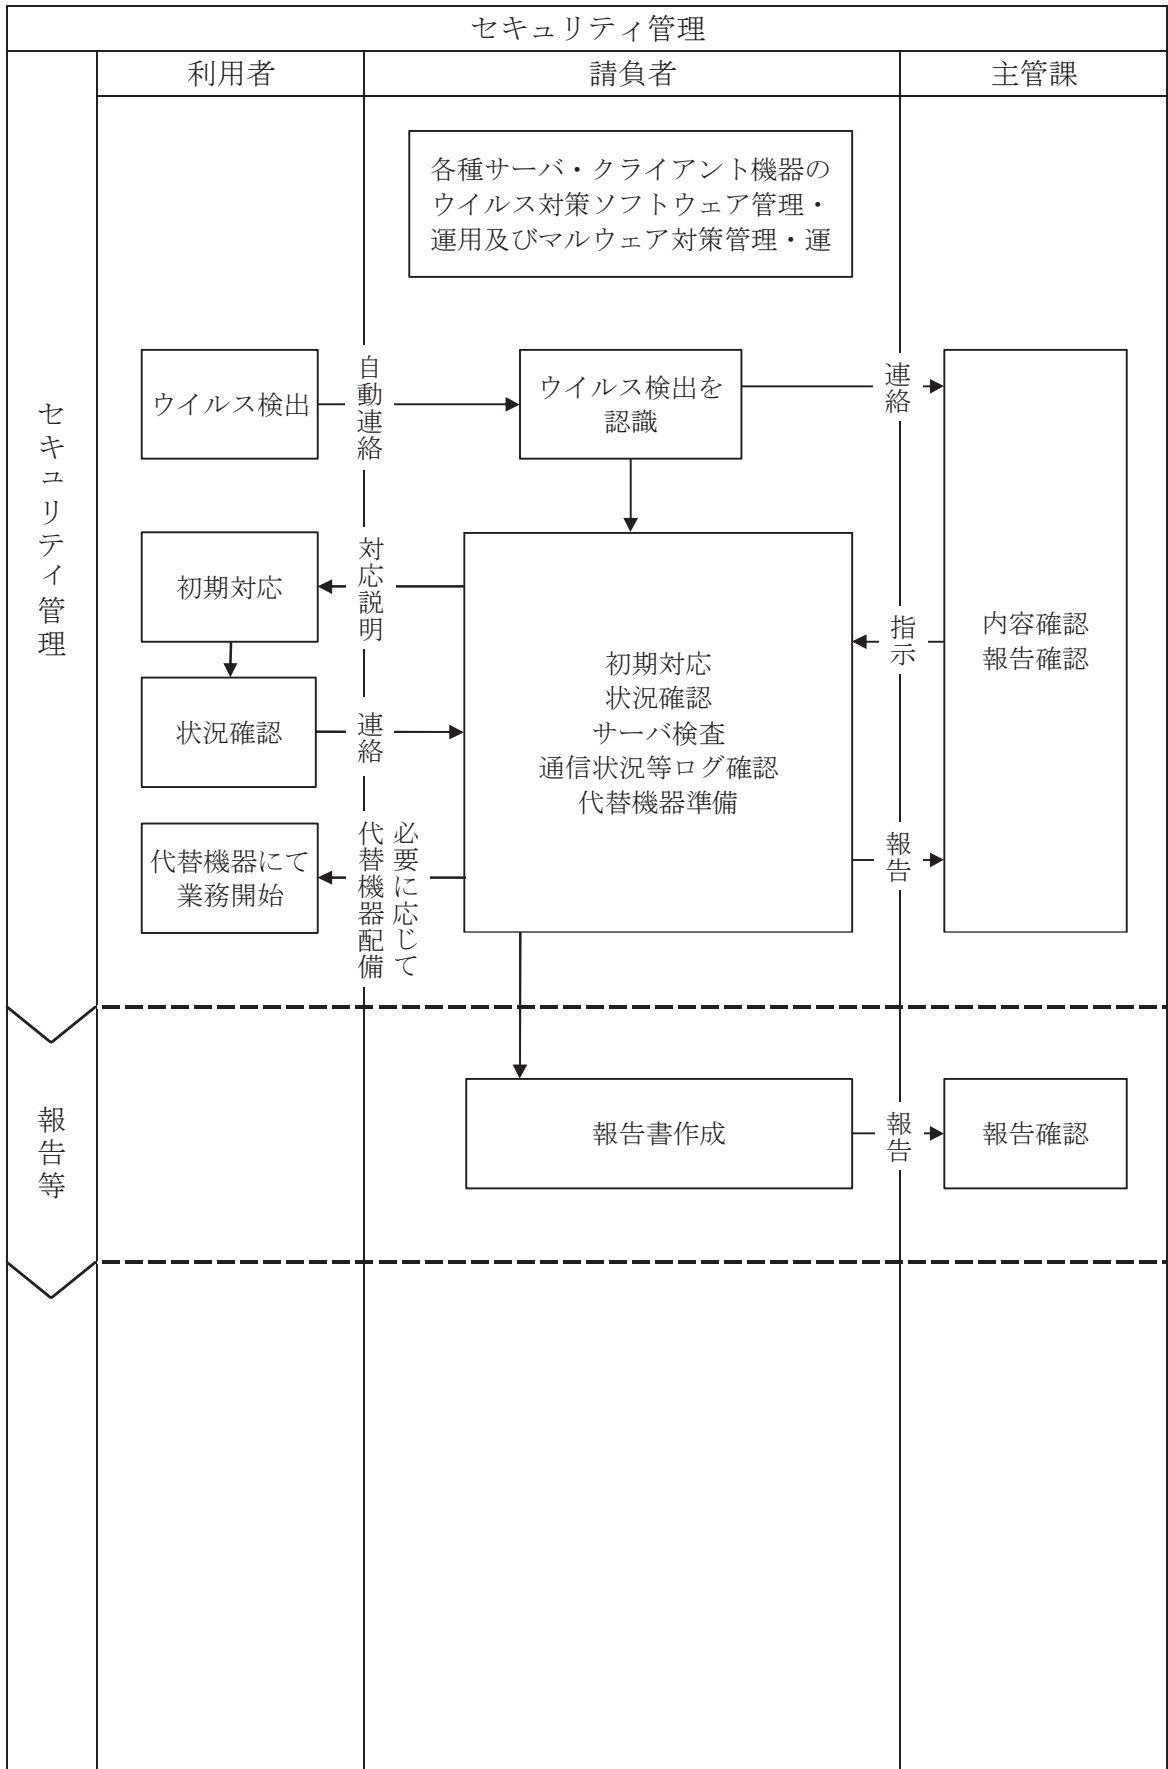 セキュリティ管理
利用者
請負者
主管課
セキュリティ管理
各種サーバ・クライアント機器の
ウイルス対策ソフトウェア管理・
運用及びマルウェア対策管理・運
ウイルス検出
自動連絡
ウイルス検出を
認識
連絡
初期対応
対応説明
初期対応
状況確認
サーバ検査
通信状況等ログ確認
代替機器準備
指示
内容確認
報告確認
状況確認
連絡
代替機器にて
業務開始
必要に応じて
代替機器配備
報告
報告等
報告書作成
報告
報告確認